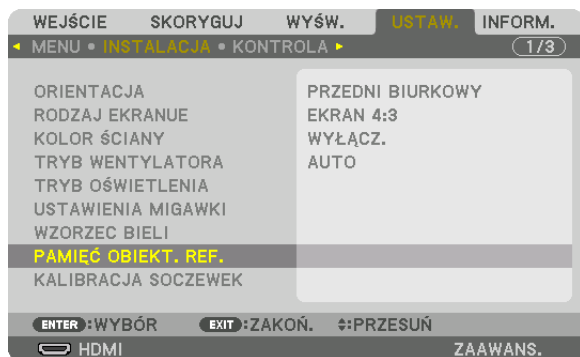 WEJŚCIE SKORYGUJ WYŚW. USTAW. INFORM.
MENU • INSTALACJA • KONTROLA 1/3
ORIENTACJA PRZEDNI BIURKOWY
RODZAJ EKRANUE EKRAN 4:3
KOLOR ŚCIANY WYŁĄCZ.
TRYB WENTYLATORA AUTO
TRYB OŚWIETLENIA
USTAWIENIA MIGAWKI
WZORZEC BIELI
PAMIĘĆ OBIEKT. REF.
KALIBRACJA SOCZEWEK
ENTER :WYBÓR EXIT :ZAKOŃ. :PRZESUŃ
HDMI ZAAWANS.